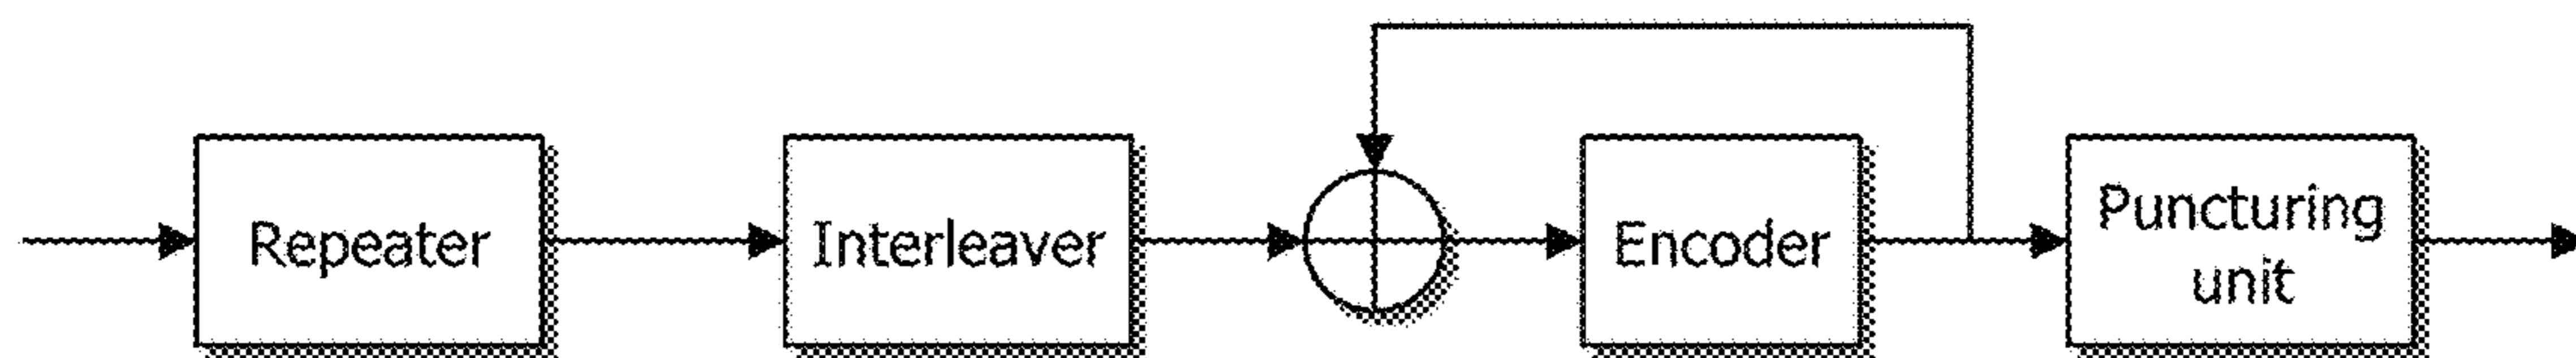 Repeater
Interleaver
Encoder
Puncturing
unit